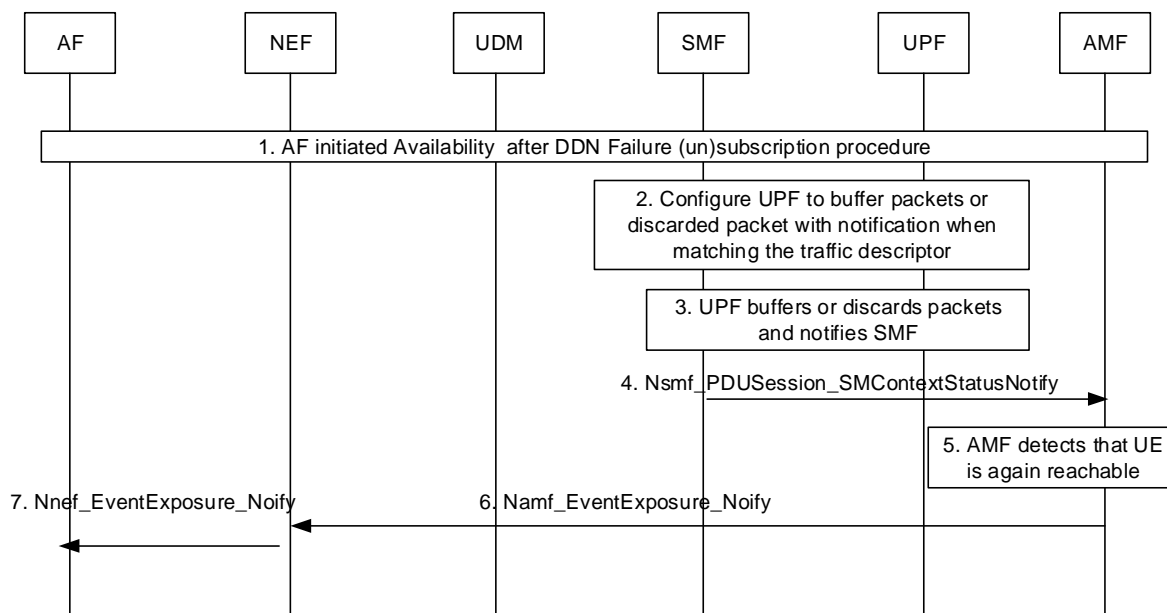 AF
NEF
UDM
SMF
UPF
AMF
1. AF initiated Availability  after DDN Failure (un)subscription procedure
2. Configure UPF to buffer packets or
discarded packet with notification when
matching the traffic descriptor
3. UPF buffers or discards packets
and notifies SMF
4. Nsmf_PDUSession_SMContextStatusNotify
5. AMF detects that UE
is again reachable
7. Nnef_EventExposure_Noify
6. Namf_EventExposure_Noify